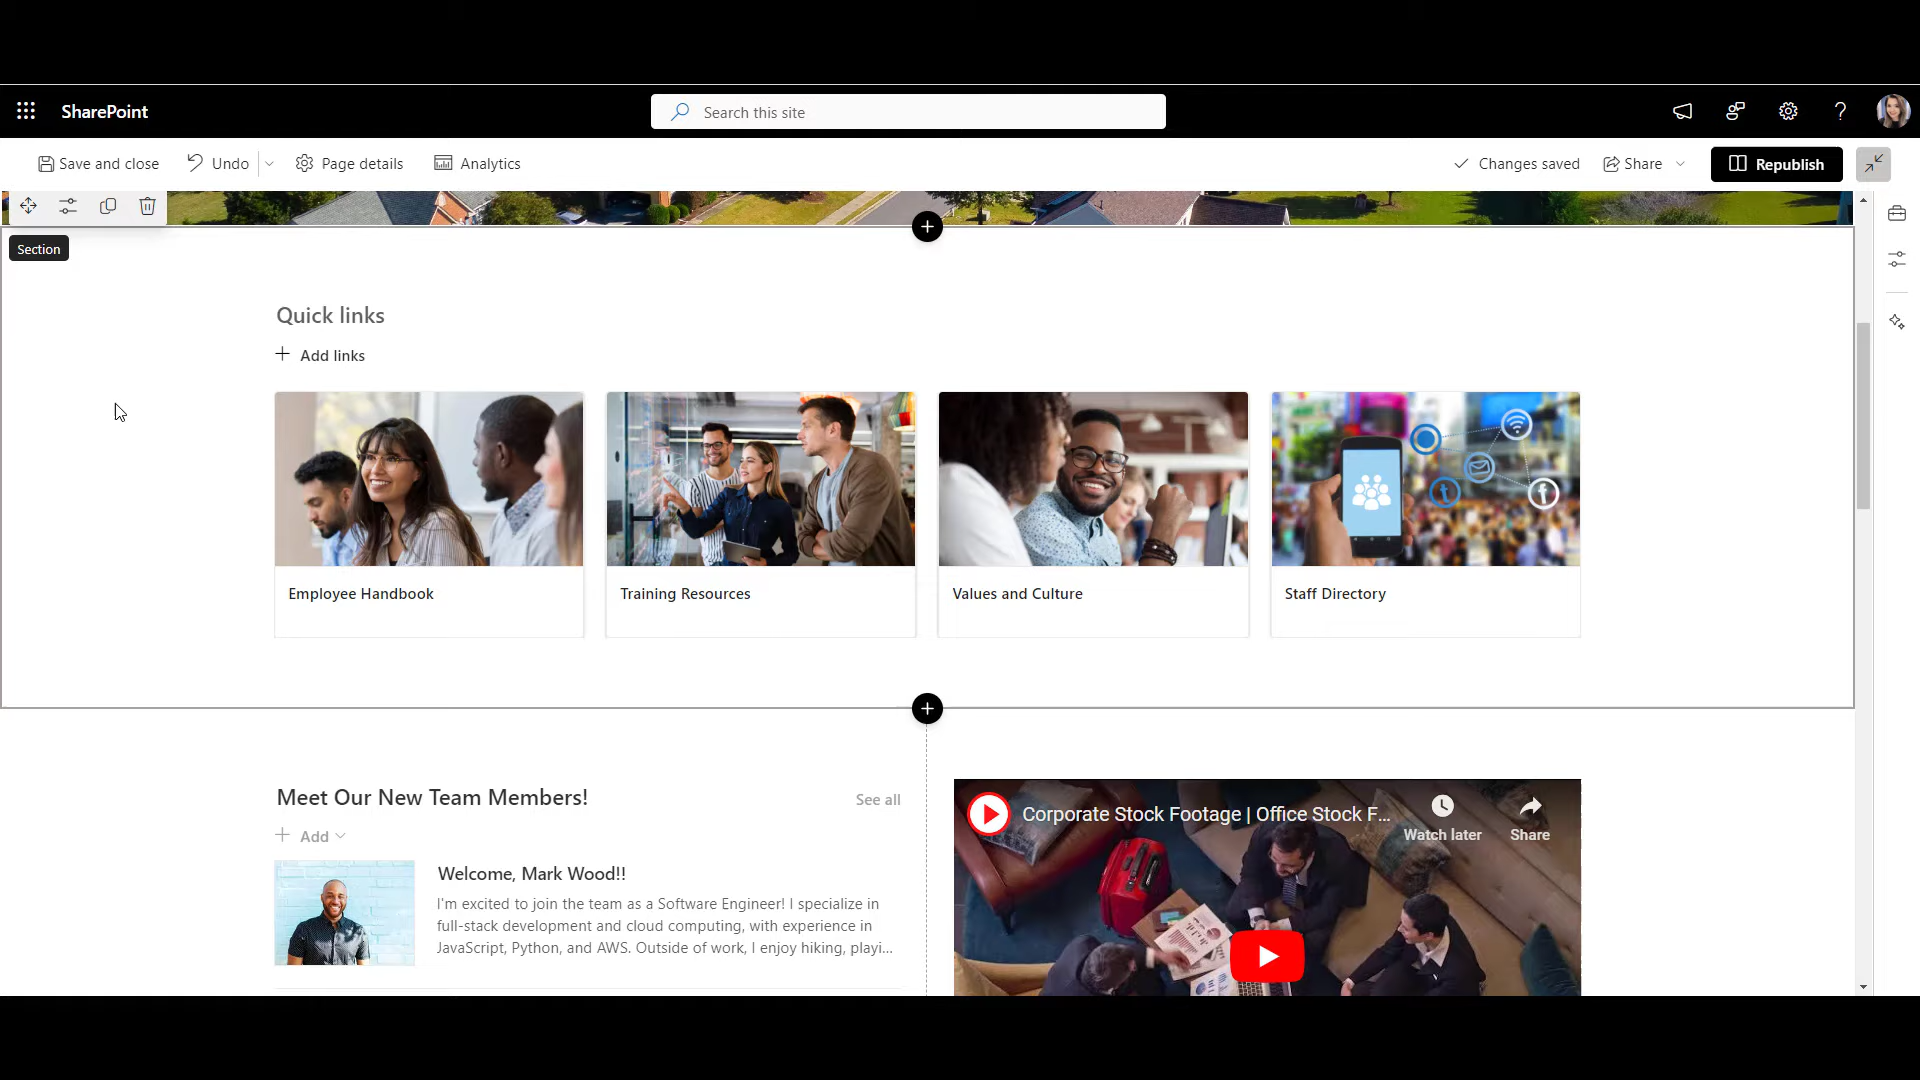 SharePoint
Search this site
Save and close
Undo
Page details
Analytics
Changes saved
Share
Republish
Section
Quick links
Add links
Employee Handbook
Training Resources
Values and Culture
Staff Directory
Meet Our New Team Members!
See all
Add
Welcome, Mark Wood!!
I'm excited to join the team as a Software Engineer! I specialize in
full-stack development and cloud computing, with experience in
JavaScript, Python, and AWS. Outside of work, I enjoy hiking, playi...
Corporate Stock Footage | Office Stock F...
Watch later
Share